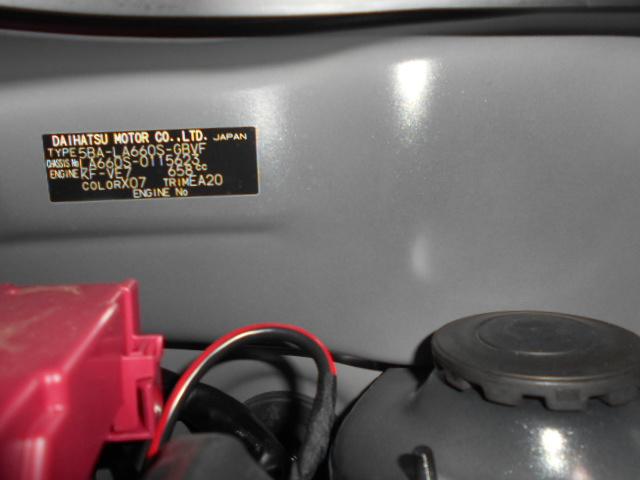 DAIHATSU MOTOR CO.,LTD. JAPAN
TYPE 5BA-LA660S-GBVF
CHASSIS No LA660S-0115623
ENGINE KF-VE7 658cc
COLOR X07 TRIM EA20
ENGINE No